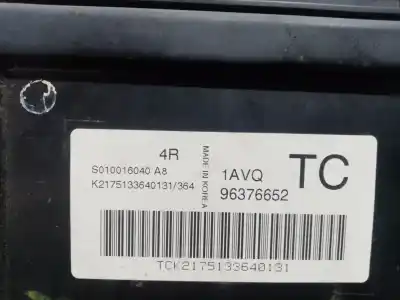 4R
S010016040 A8
K2175133640131/364
MADE IN KOREA
1AVQ
96376652
TC
TCK2175133640131